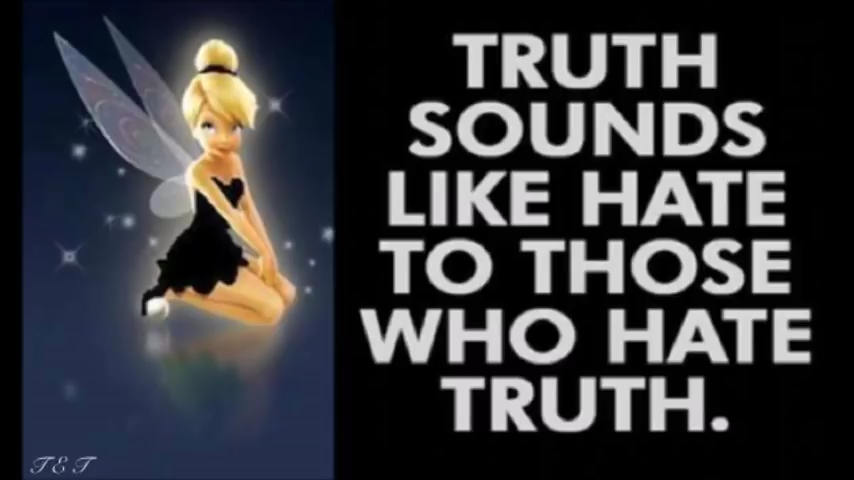 TRUTH
SOUNDS
LIKE HATE
TO THOSE
WHO HATE
TRUTH.
T & T